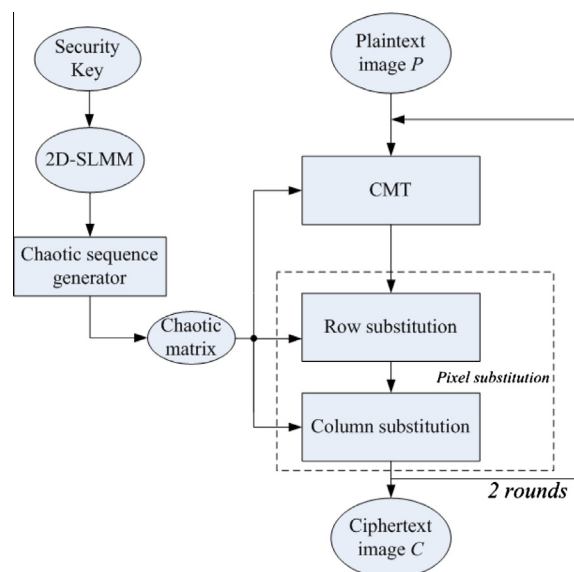 Security
Key
2D-SLMM
Chaotic sequence
generator
Chaotic
matrix
Plaintext
image P
CMT
Row substitution
Pixel substitution
Column substitution
2 rounds
Ciphertext
image C